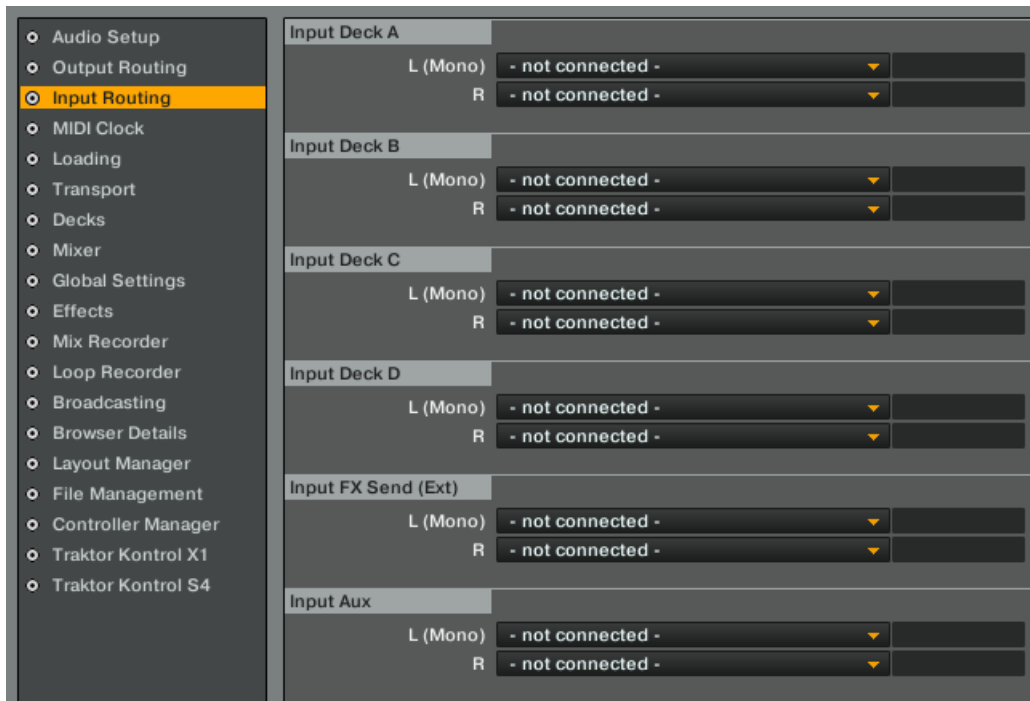 Audio Setup
Output Routing
Input Routing
MIDI Clock
Loading
Transport
Decks
Mixer
Global Settings
Effects
Mix Recorder
Loop Recorder
Broadcasting
Browser Details
Layout Manager
File Management
Controller Manager
Traktor Kontrol X1
Traktor Kontrol S4
Input Deck A
L (Mono) - not connected -
R - not connected -
Input Deck B
L (Mono) - not connected -
R - not connected -
Input Deck C
L (Mono) - not connected -
R - not connected -
Input Deck D
L (Mono) - not connected -
R - not connected -
Input FX Send (Ext)
L (Mono) - not connected -
R - not connected -
Input Aux
L (Mono) - not connected -
R - not connected -